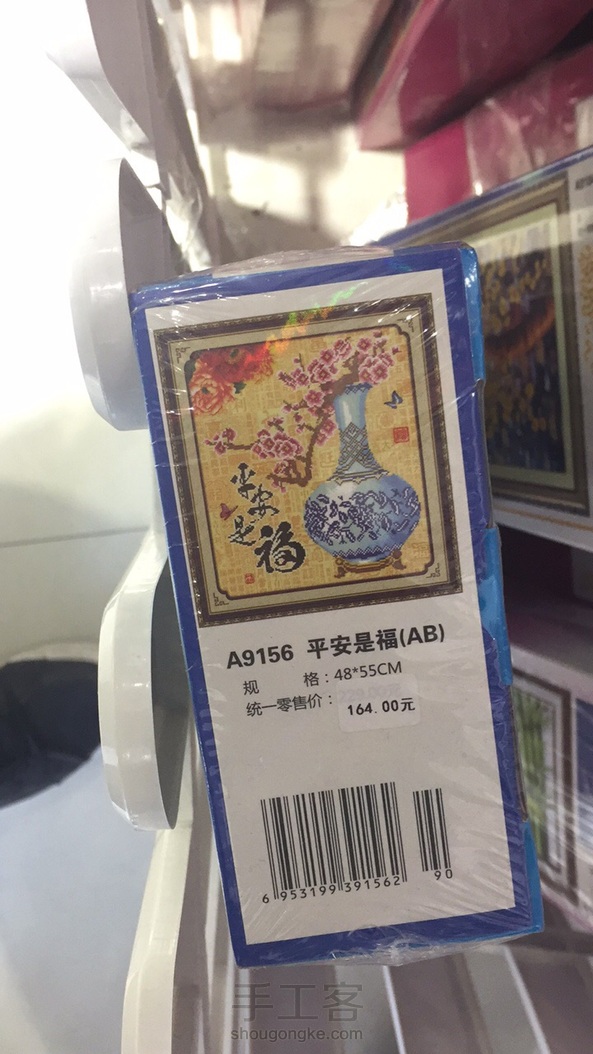 平安
是福
A9156 平安是福(AB)
规 格:48*55CM
统一零售价:
164.00元
6 953199 391562
90
手工客
shougongke.com